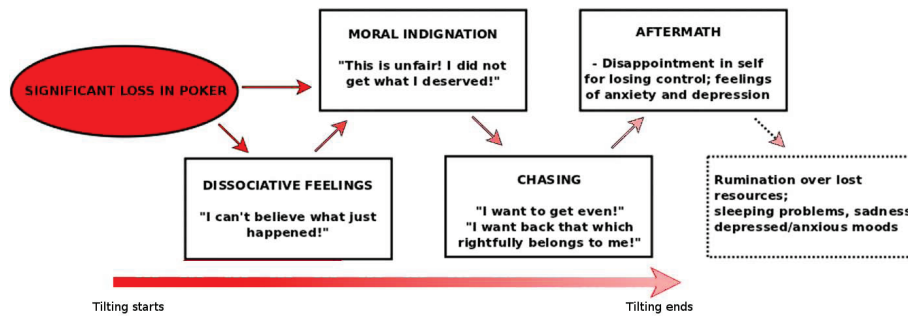 SIGNIFICANT LOSS IN POKER
MORAL INDIGNATION
"This is unfair! I did not
get what I deserved!"
AFTERMATH
- Disappointment in self
for losing control; feelings
of anxiety and depression
DISSOCIATIVE FEELINGS
"I can't believe what just
happened!"
CHASING
"I want to get even!"
"I want back that which
rightfully belongs to me!"
Rumination over lost
resources;
sleeping problems, sadness
depressed/anxious moods
Tilting starts
Tilting ends